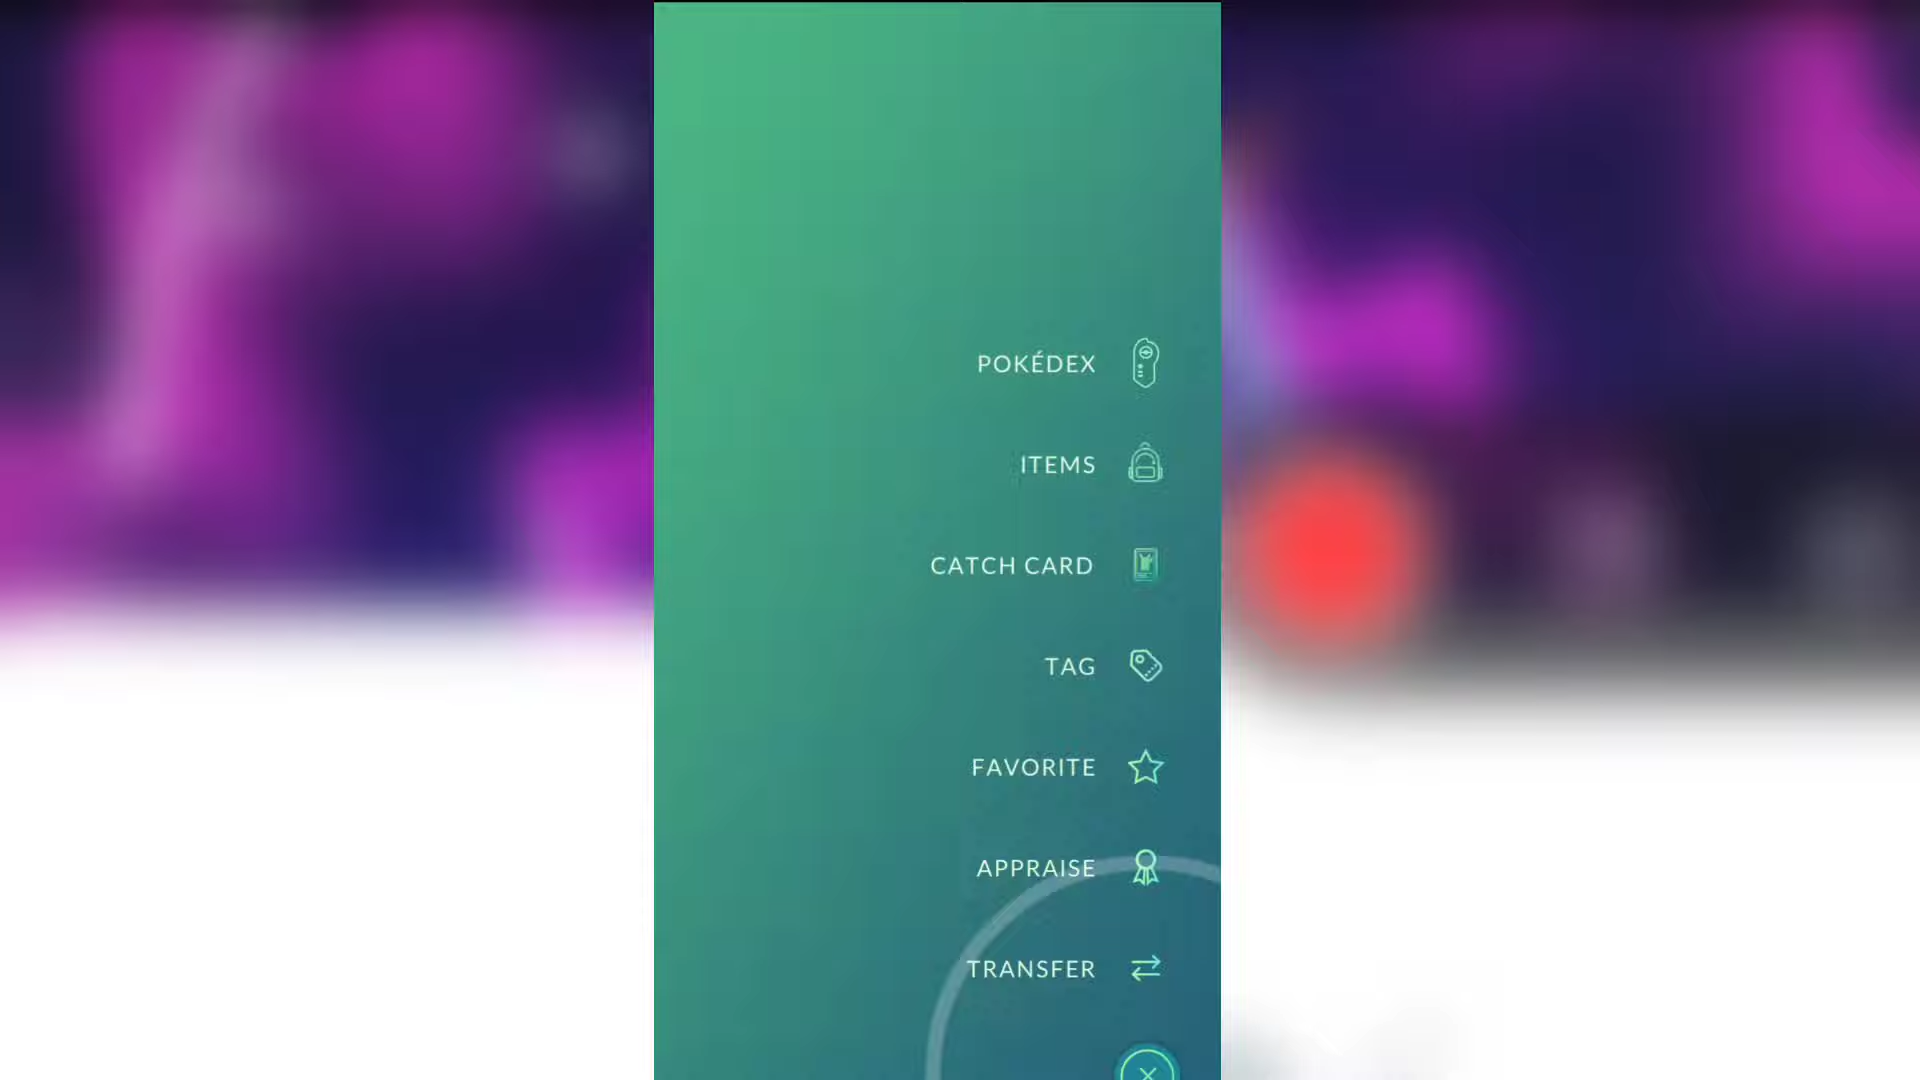 POKÉDEX
ITEMS
CATCH CARD
TAG
FAVORITE
APPRAISE
TRANSFER